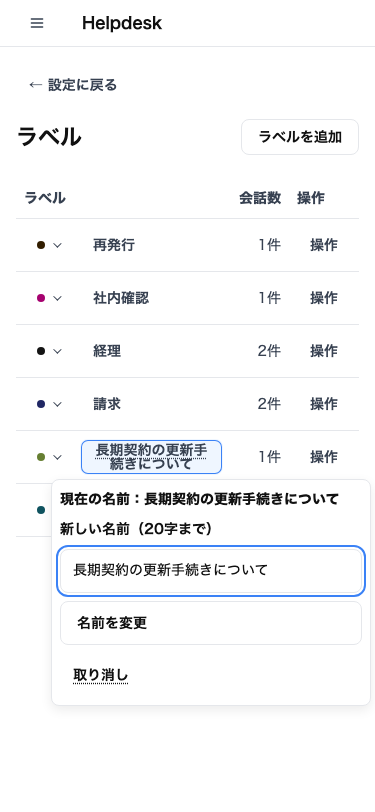 Helpdesk
← 設定に戻る
ラベル
ラベルを追加
ラベル 会話数 操作
再発行 1件 操作
社内確認 1件 操作
経理 2件 操作
請求 2件 操作
長期契約の更新手
続きについて 1件 操作
現在の名前：長期契約の更新手続きについて
新しい名前（20字まで）
長期契約の更新手続きについて
名前を変更
取り消し